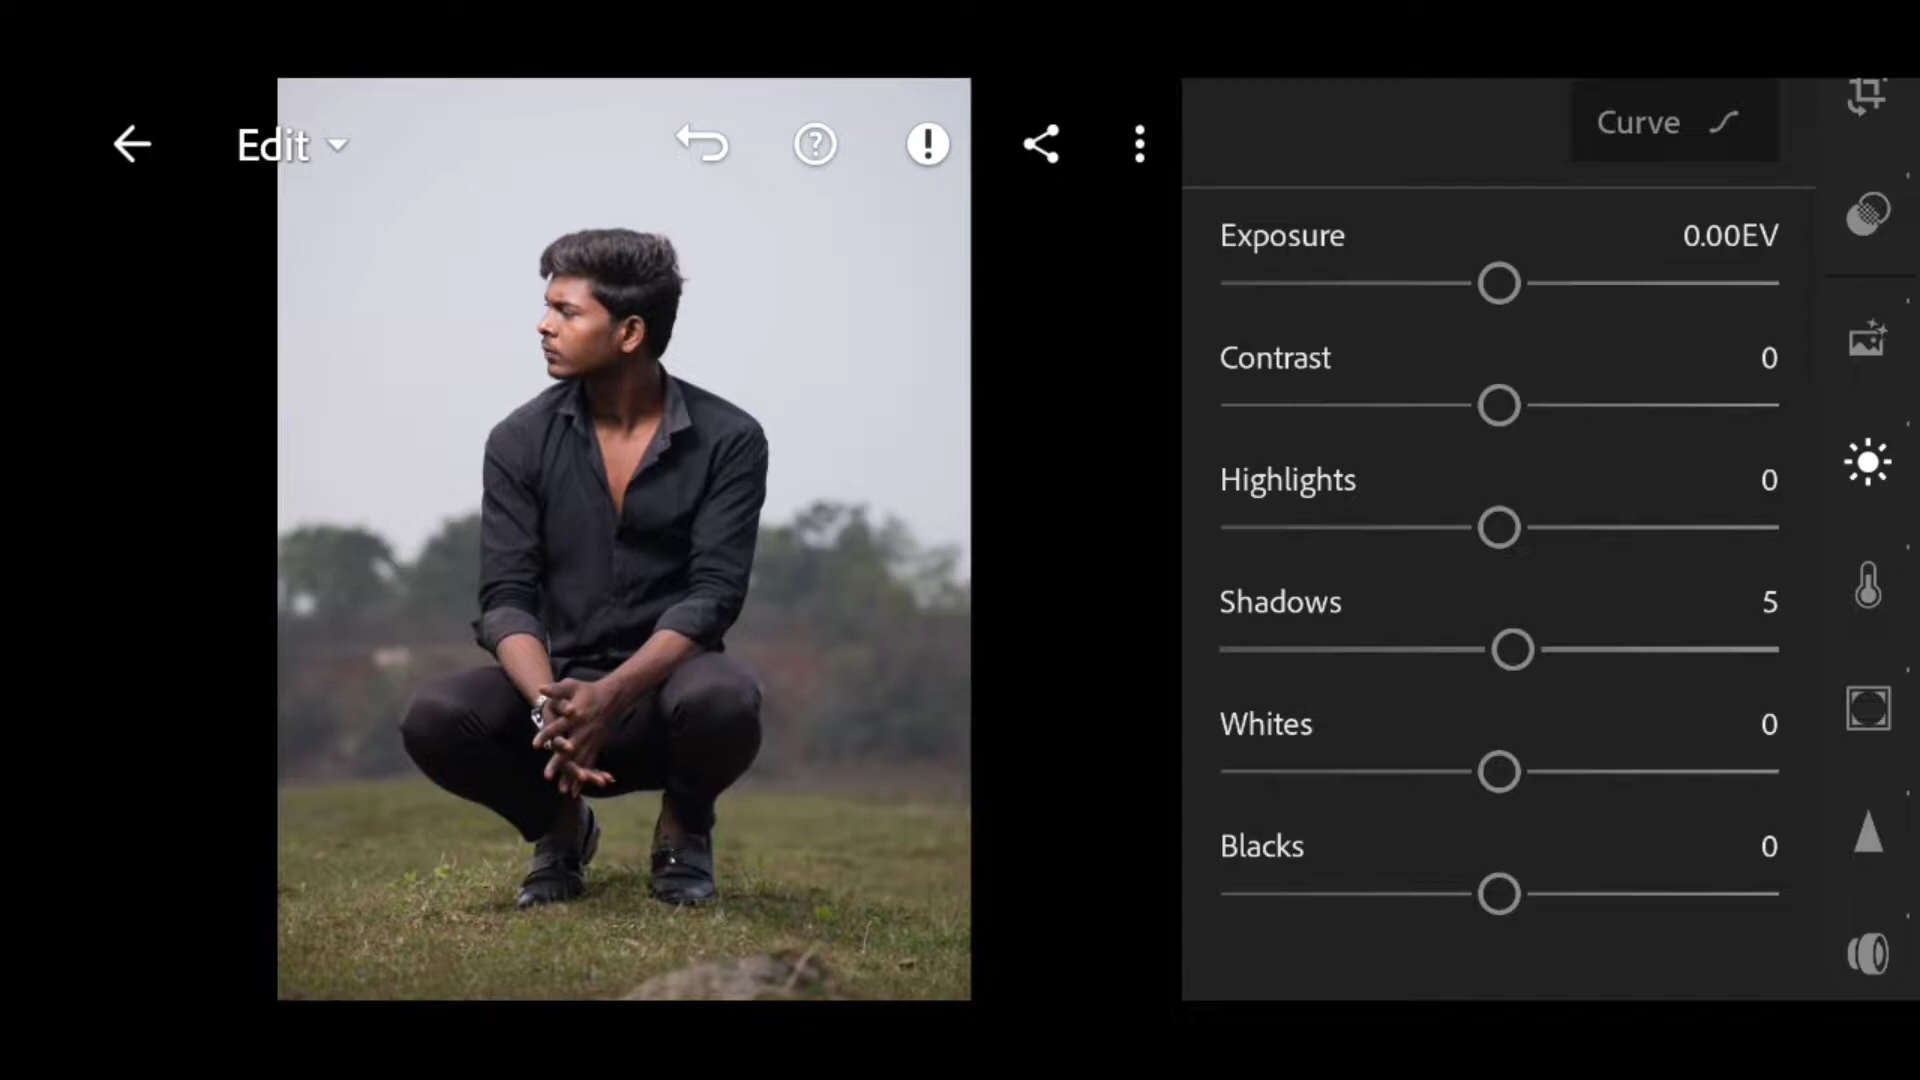 Edit
Curve
Exposure 0.00EV
Contrast 0
Highlights 0
Shadows 5
Whites 0
Blacks 0